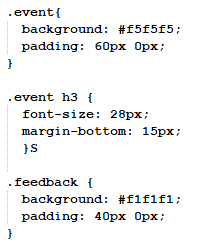 .event{
background: #f5f5f5;
padding: 60px 0px;
}
.event h3 {
font-size: 28px;
margin-bottom: 15px;
}S
.feedback {
background: #f1f1f1;
padding: 40px 0px;
}